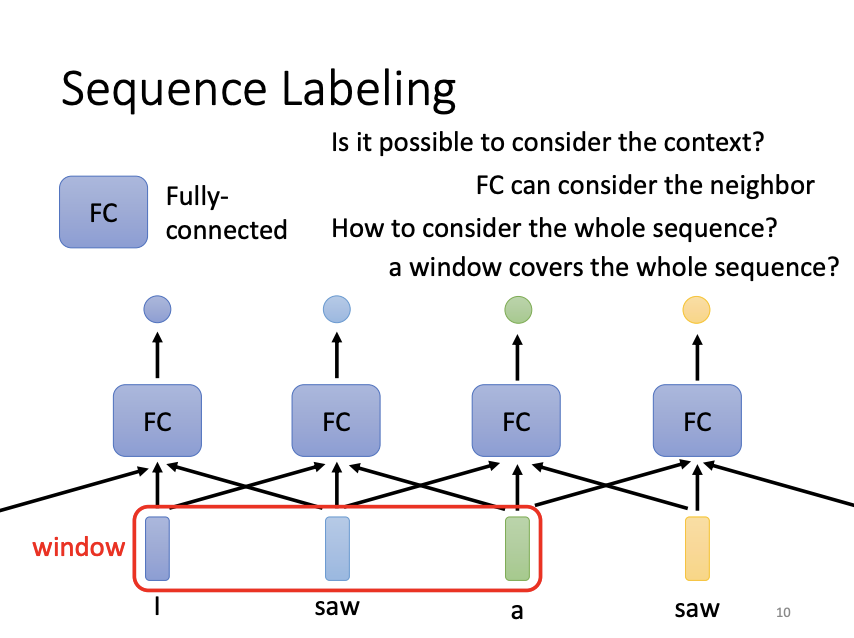 Sequence Labeling
Is it possible to consider the context?
FC can consider the neighbor
FC
Fully-
connected
How to consider the whole sequence?
a window covers the whole sequence?
FC FC FC FC
window
I saw a saw
10